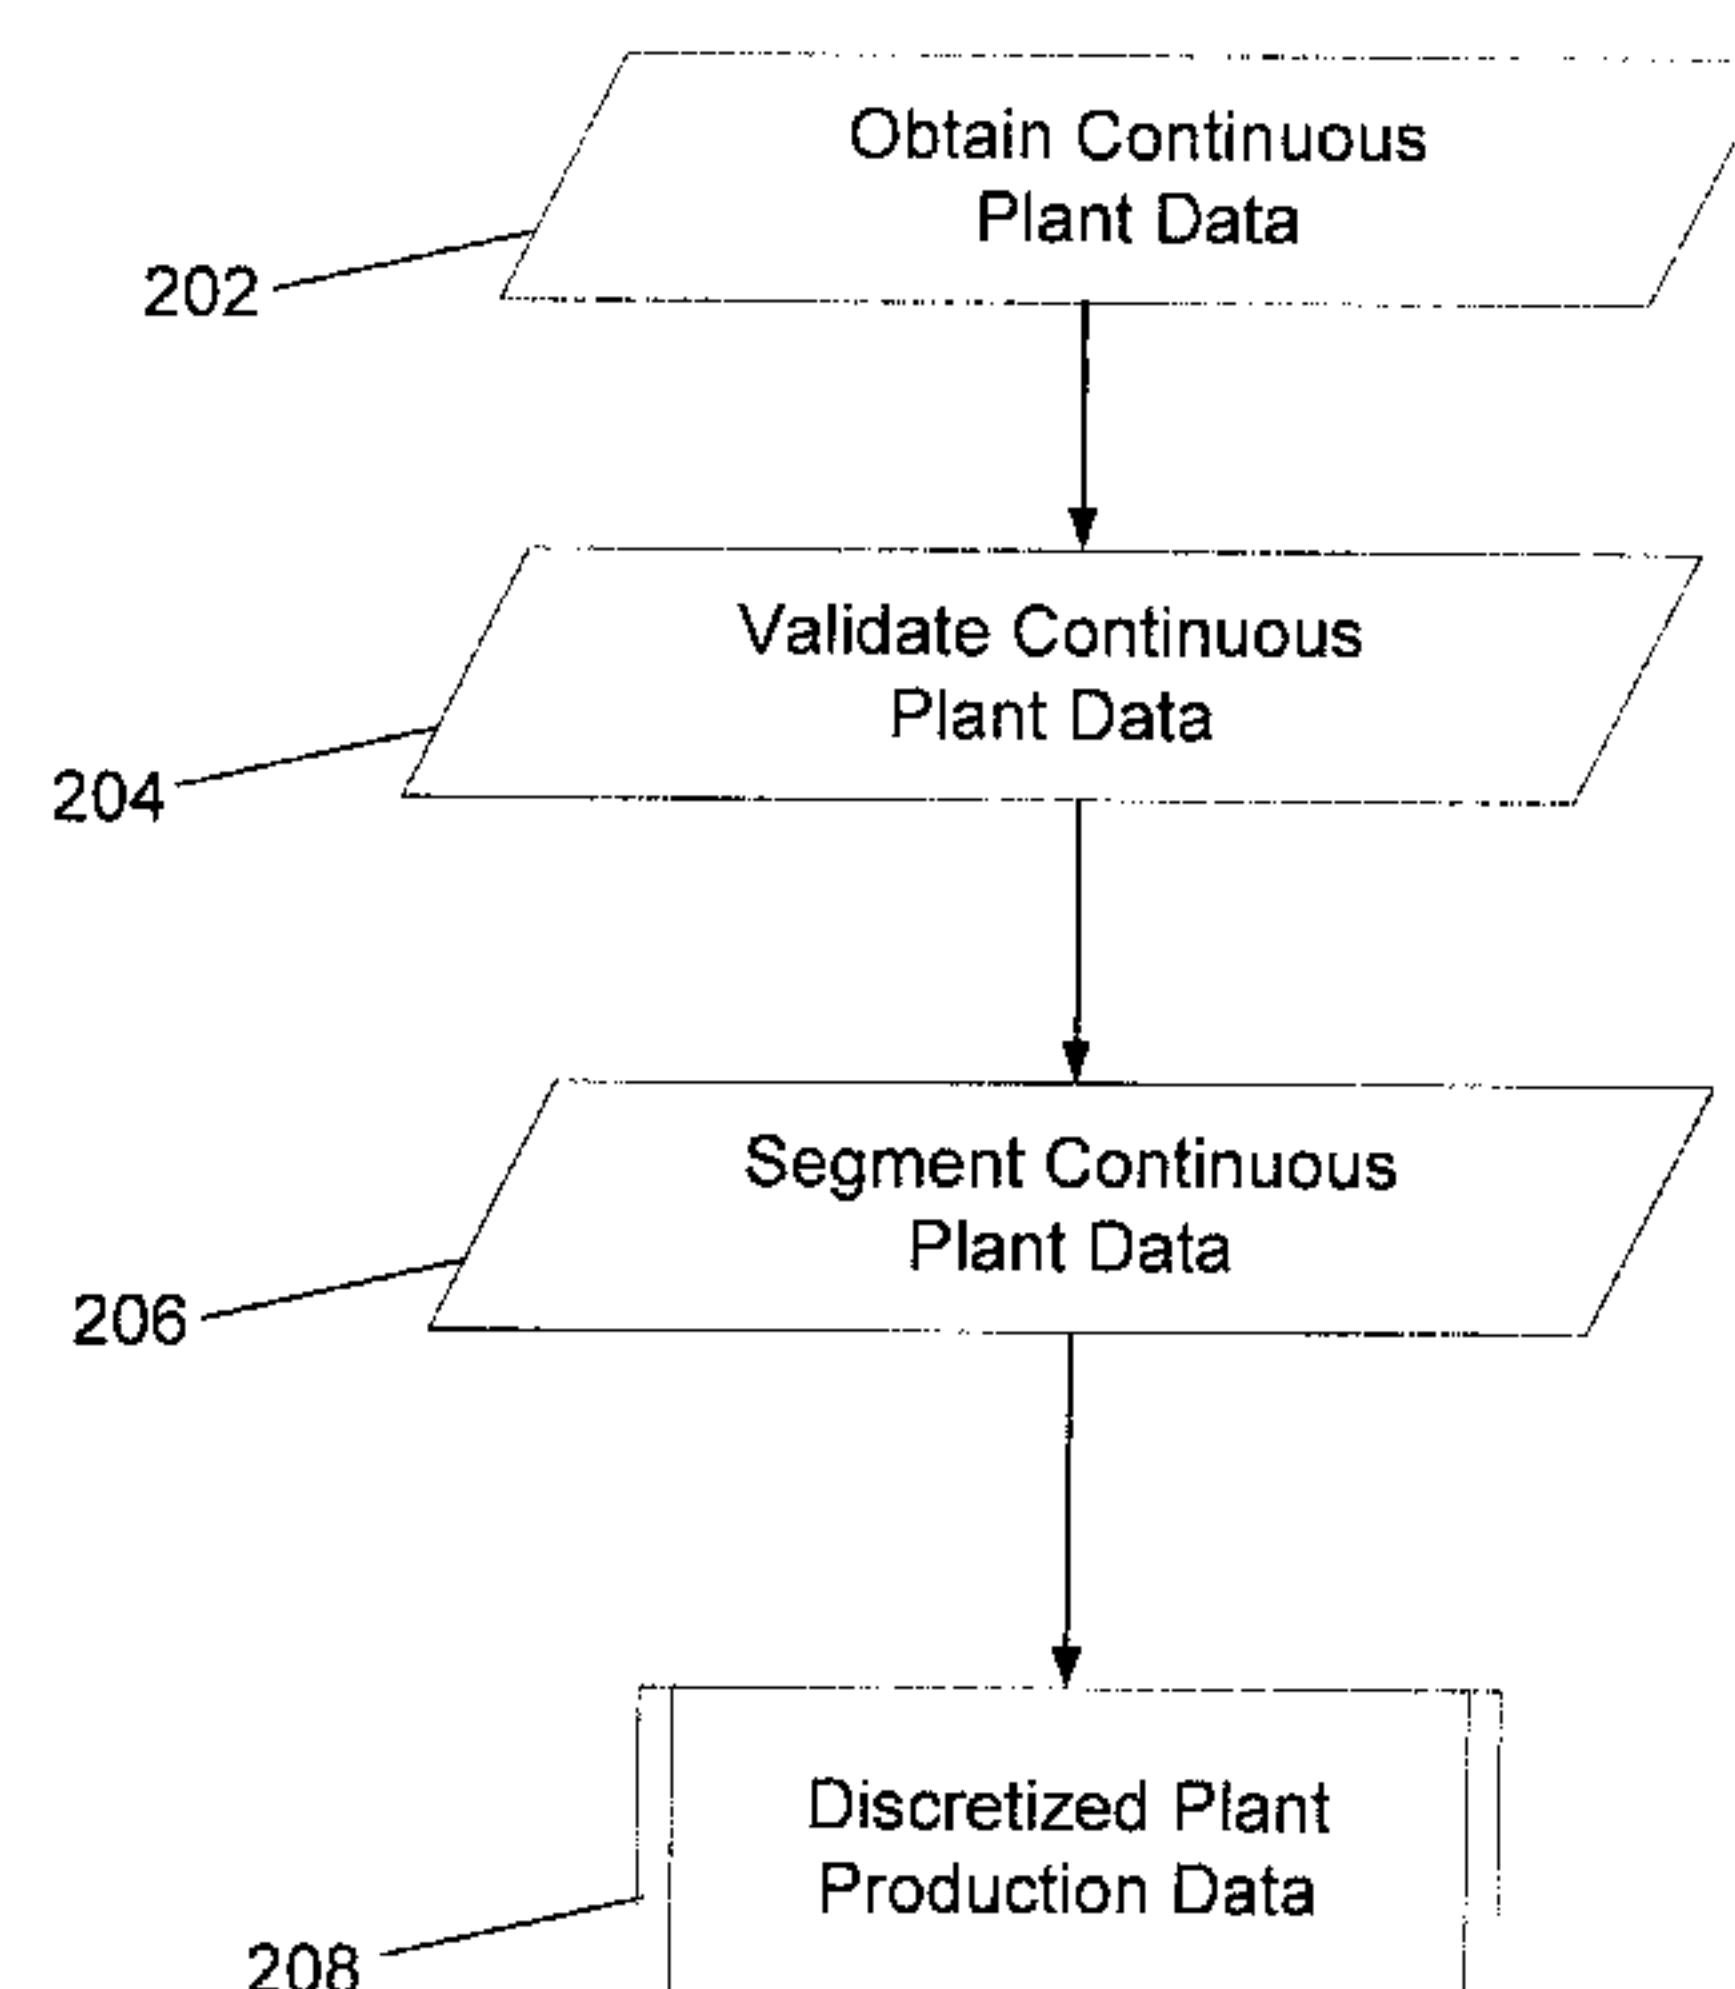 Obtain Continuous
Plant Data
202
Validate Continuous
Plant Data
204
Segment Continuous
Plant Data
206
Discretized Plant
Production Data
208